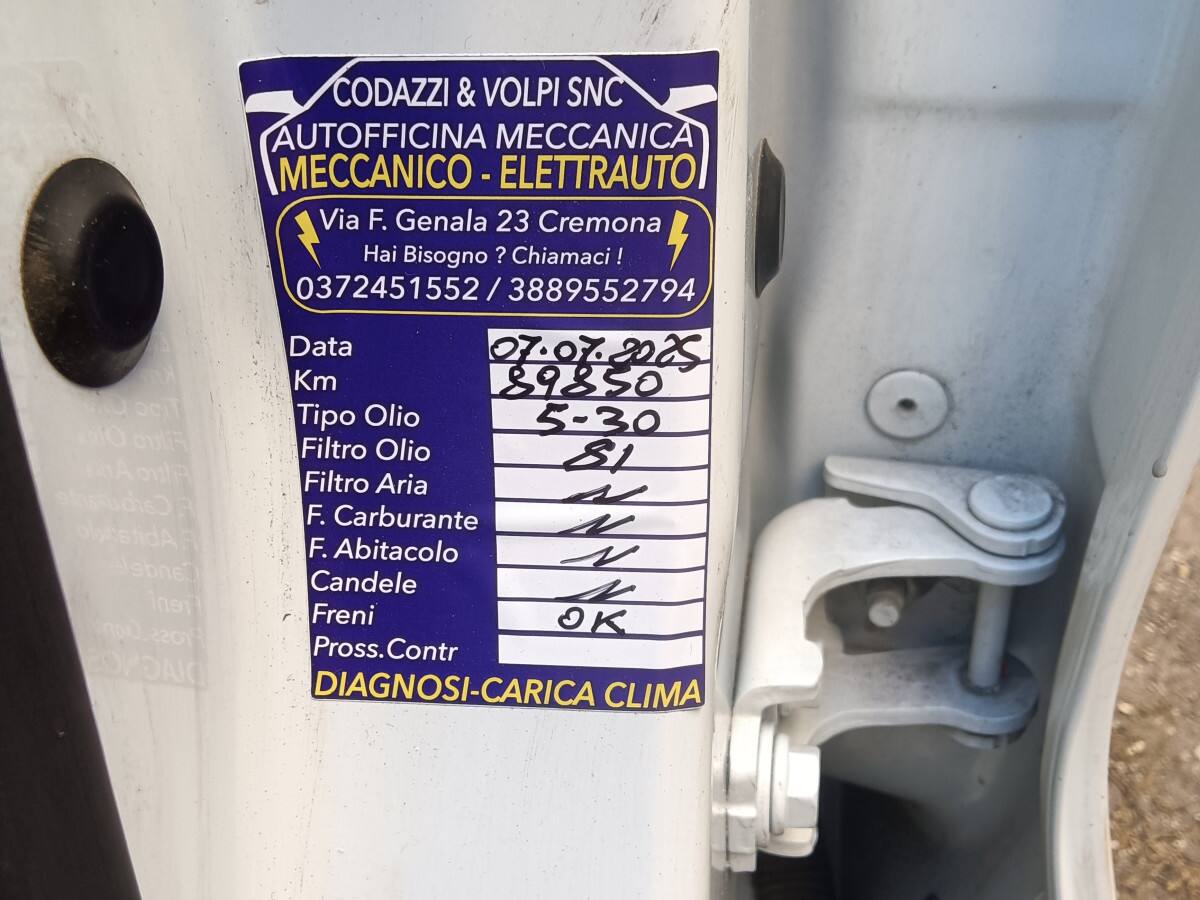 CODAZZI & VOLPI SNC
AUTOFFICINA MECCANICA
MECCANICO - ELETTRAUTO
Via F. Genala 23 Cremona
Hai Bisogno ? Chiamaci !
0372451552 / 3889552794
Data 07.07.2025
Km 89850
Tipo Olio 5-30
Filtro Olio SI
Filtro Aria N
F. Carburante N
F. Abitacolo N
Candele N
Freni OK
Pross.Contr
DIAGNOSI-CARICA CLIMA